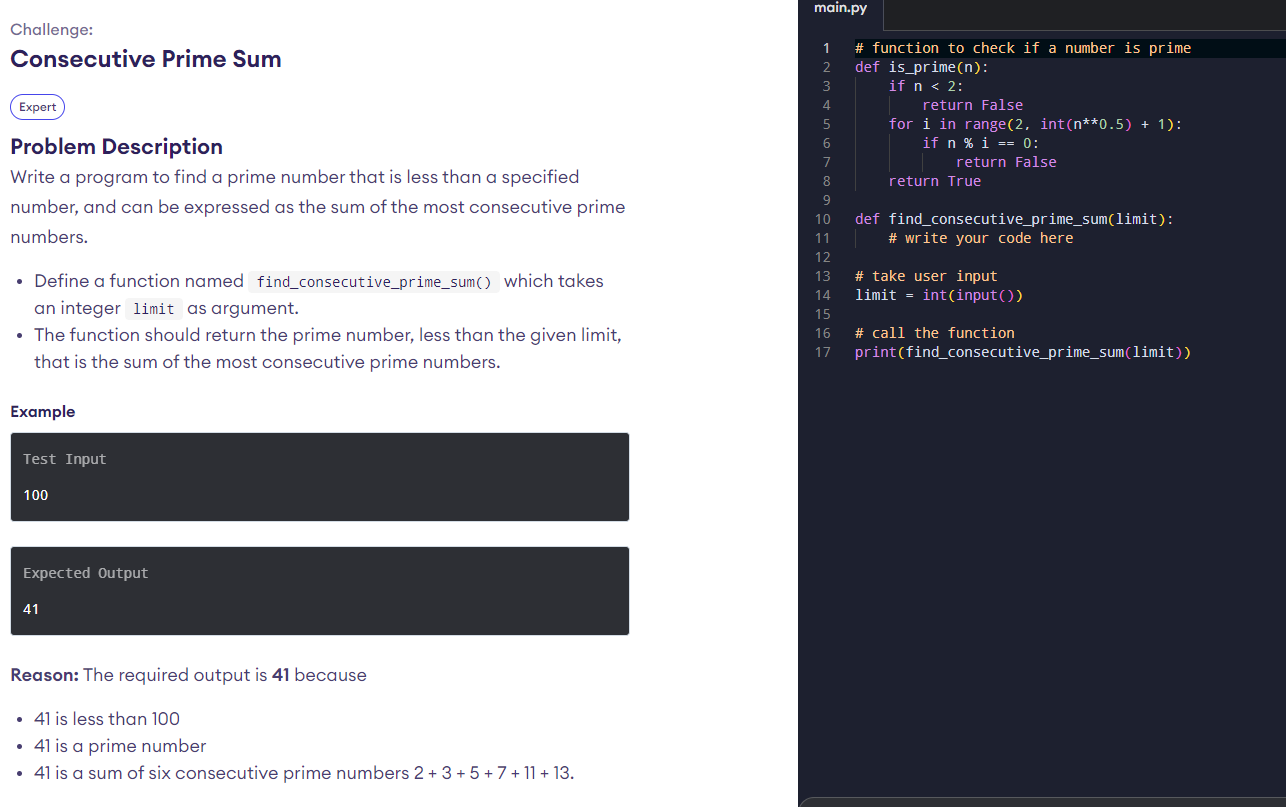 Challenge:
Consecutive Prime Sum
Expert
Problem Description
Write a program to find a prime number that is less than a specified
number, and can be expressed as the sum of the most consecutive prime
numbers.
• Define a function named find_consecutive_prime_sum() which takes
an integer limit as argument.
• The function should return the prime number, less than the given limit,
that is the sum of the most consecutive prime numbers.
Example
Test Input
100
Expected Output
41
Reason: The required output is 41 because
• 41 is less than 100
• 41 is a prime number
• 41 is a sum of six consecutive prime numbers 2 + 3 + 5 + 7 + 11 + 13.
main.py
1 # function to check if a number is prime
2 def is_prime(n):
3     if n < 2:
4         return False
5     for i in range(2, int(n**0.5) + 1):
6         if n % i == 0:
7             return False
8     return True
9
10 def find_consecutive_prime_sum(limit):
11     # write your code here
12
13 # take user input
14 limit = int(input())
15
16 # call the function
17 print(find_consecutive_prime_sum(limit))